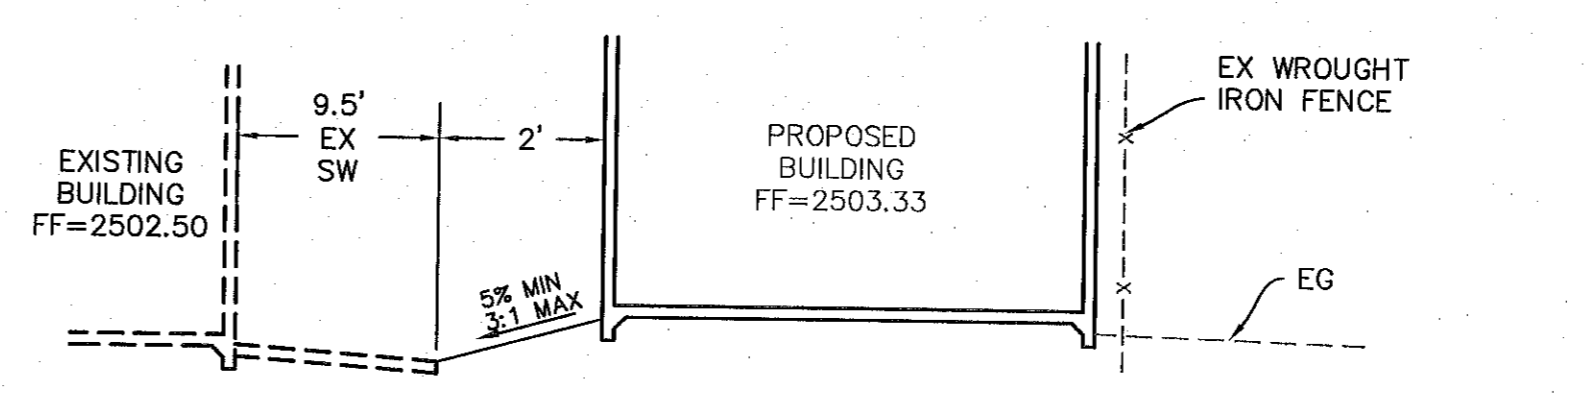 EXISTING
BUILDING
FF=2502.50
9.5'
EX
SW
2'
5% MIN
3:1 MAX
PROPOSED
BUILDING
FF=2503.33
EX WROUGHT
IRON FENCE
EG